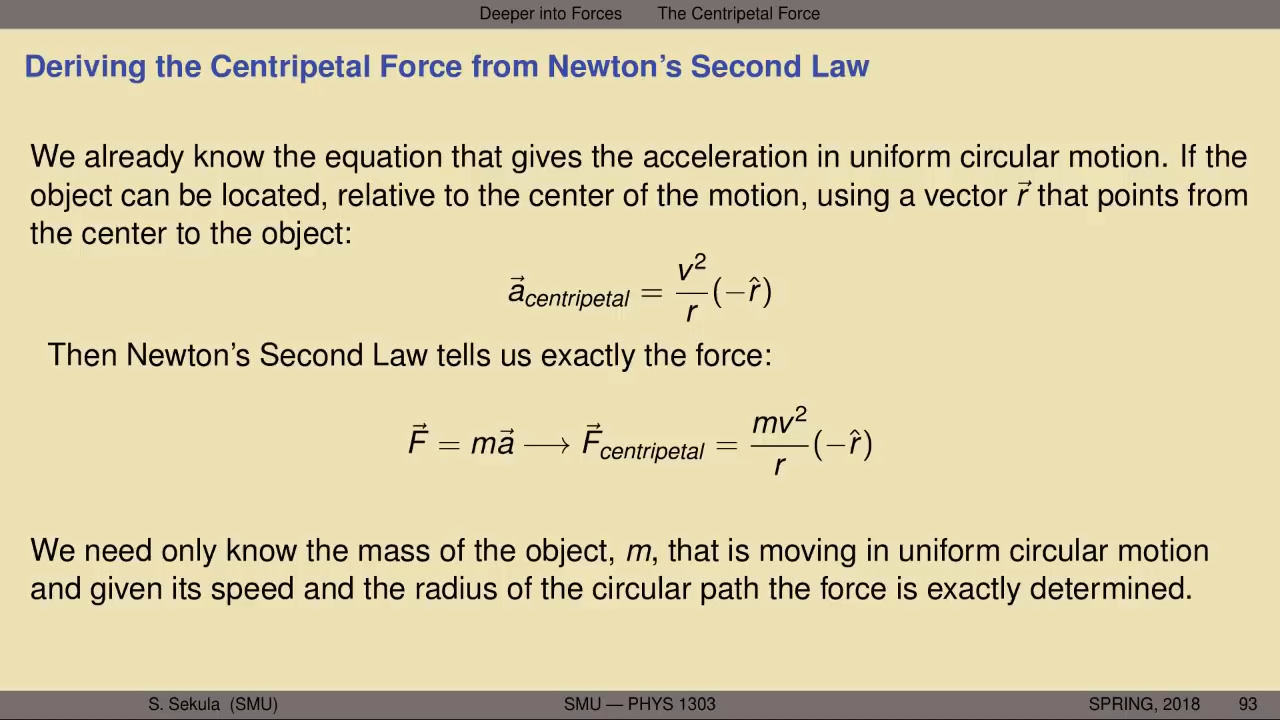 Deeper into Forces The Centripetal Force
Deriving the Centripetal Force from Newton's Second Law
We already know the equation that gives the acceleration in uniform circular motion. If the
object can be located, relative to the center of the motion, using a vector r⃗ that points from
the center to the object:
a⃗_centripetal = v²/r (−r̂)
Then Newton's Second Law tells us exactly the force:
F⃗ = ma⃗ ⟶ F⃗_centripetal = mv²/r (−r̂)
We need only know the mass of the object, m, that is moving in uniform circular motion
and given its speed and the radius of the circular path the force is exactly determined.
S. Sekula (SMU) SMU — PHYS 1303 SPRING, 2018 93